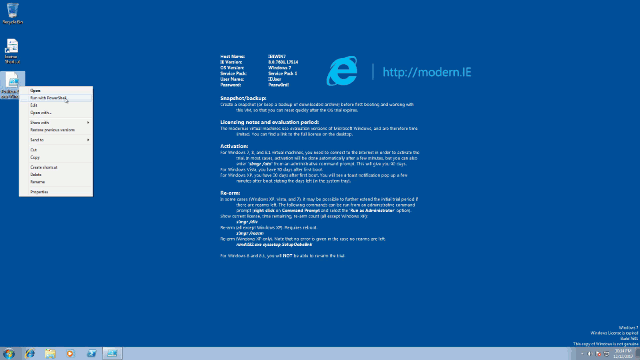 Recycle Bin
Open
Run with PowerShell
Edit
Open with...
Share with
Restore previous versions
Send to
Cut
Copy
Create shortcut
Delete
Rename
Properties
Host Name: IE8WIN7
IE Version:
OS Version: Windows 7
Service Pack: Service Pack 1
User Name: IEUser
Password: Passw0rd!
http://modern.IE
Snapshot/backup:
Create a snapshot (or keep a backup of downloaded archive) before first booting and working with
this VM, so that you can reset quickly after the OS trial expires.
Licensing notes and evaluation period:
The modern.ie virtual machines use evaluation versions of Microsoft Windows, and are therefore time
limited. You can find a link to the full license on the desktop.
Activation:
For Windows 7, 8, and 8.1 virtual machines, you need to connect to the Internet in order to activate the
trial. In most cases, activation will be done automatically after a few minutes, but you can also
enter "slmgr /ato" from an administrative command prompt. This will give you 90 days.
For Windows Vista, you have 30 days after first boot.
For Windows XP, you have 30 days after first boot. You will see a toast notification pop up a few
minutes after boot stating the days left (in the system tray).
Re-arm:
In some cases (Windows XP, Vista, and 7), it may be possible to further extend the initial trial period if
there are rearms left. The following commands can be run from an administrative command
prompt (right-click on Command Prompt and select the 'Run as Administrator' option).
Show current license, time remaining, re-arm count (all except Windows XP):
slmgr /dlv
Re-arm (all except Windows XP). Requires reboot.
slmgr /rearm
Re-arm (Windows XP only). Note that no error is given in the case no rearms are left.
rundll32.exe syssetup,SetupOobeBnk
For Windows 8 and 8.1, you will NOT be able to re-arm the trial.
Windows 7
Windows License is expired
Build 7601
This copy of Windows is not genuine